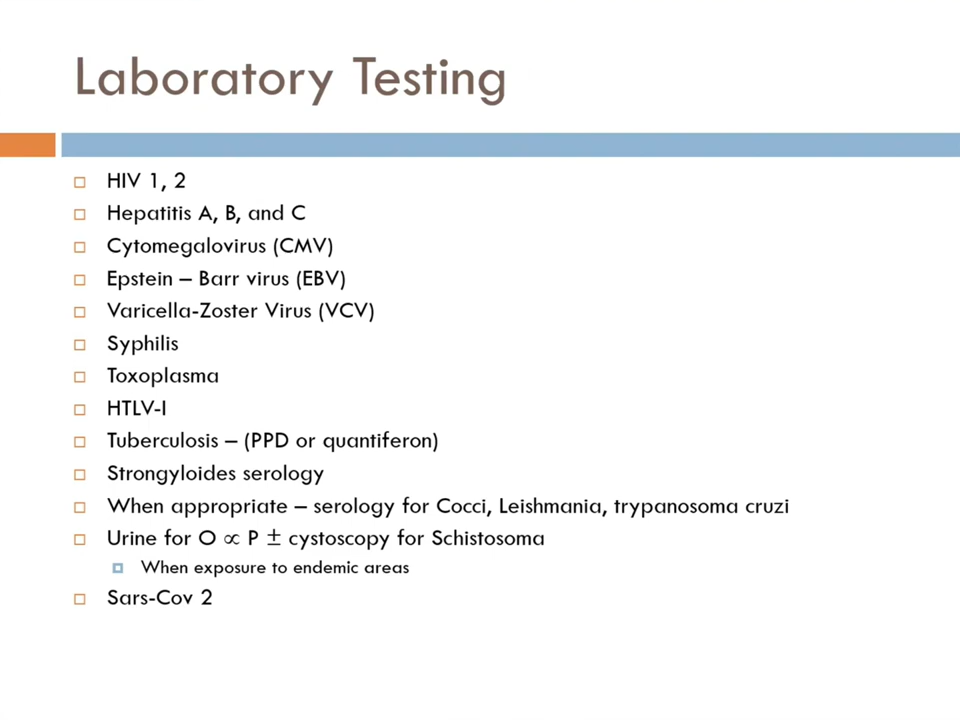 Laboratory Testing
HIV 1, 2
Hepatitis A, B, and C
Cytomegalovirus (CMV)
Epstein – Barr virus (EBV)
Varicella-Zoster Virus (VCV)
Syphilis
Toxoplasma
HTLV-I
Tuberculosis – (PPD or quantiferon)
Strongyloides serology
When appropriate – serology for Cocci, Leishmania, trypanosoma cruzi
Urine for O ∝ P ± cystoscopy for Schistosoma
When exposure to endemic areas
Sars-Cov 2